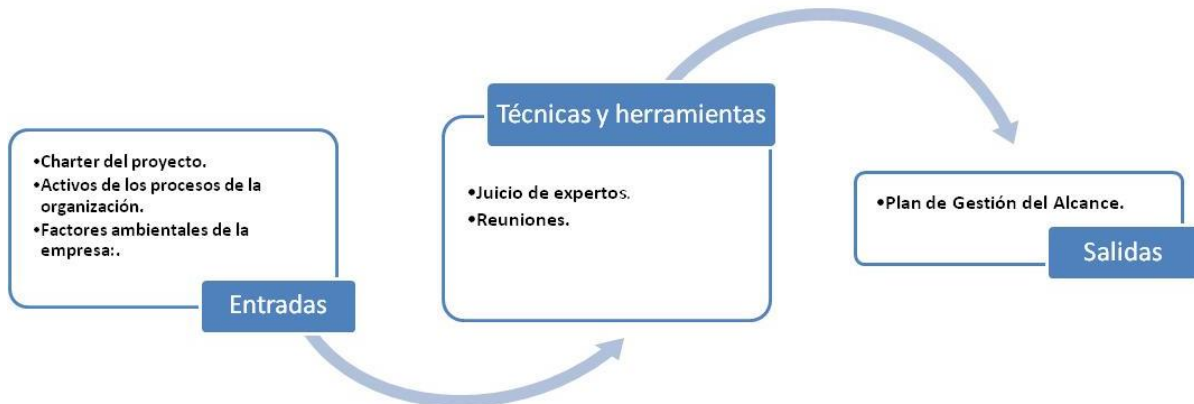 •Charter del proyecto.
•Activos de los procesos de la
organización.
•Factores ambientales de la
empresa:.
Entradas
Técnicas y herramientas
•Juicio de expertos.
•Reuniones.
•Plan de Gestión del Alcance.
Salidas